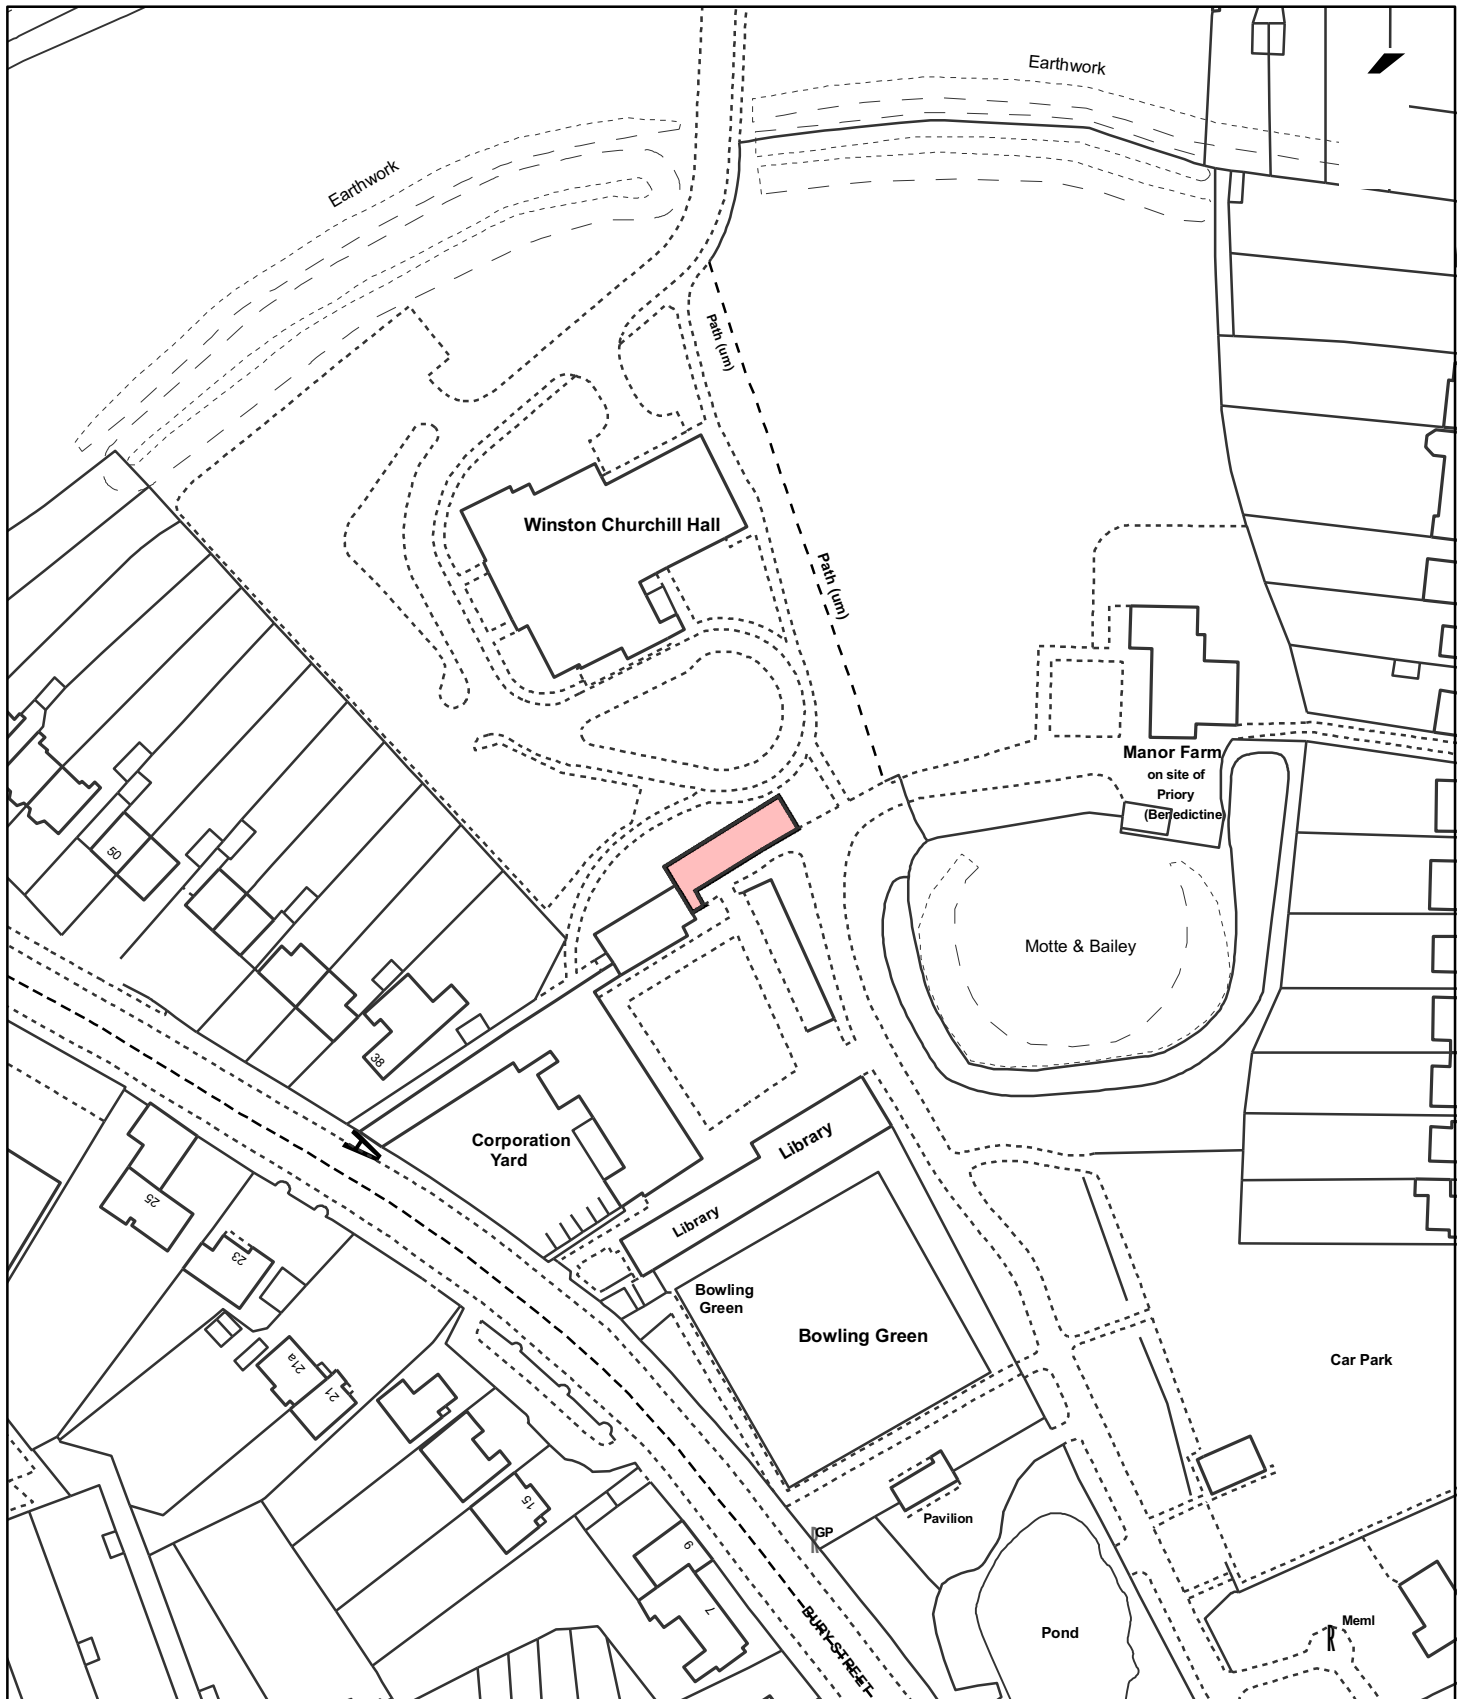 Earthwork
Earthwork
Path (um)
Winston Churchill Hall
Path (um)
Manor Farm
on site of
Priory
(Benedictine)
50
Motte & Bailey
38
A
Corporation
Yard
Library
Library
25
23
Bowling
Green
Bowling Green
Car Park
21a
21
15
GP
Pavilion
9
7
BURY STREET
Pond
Meml